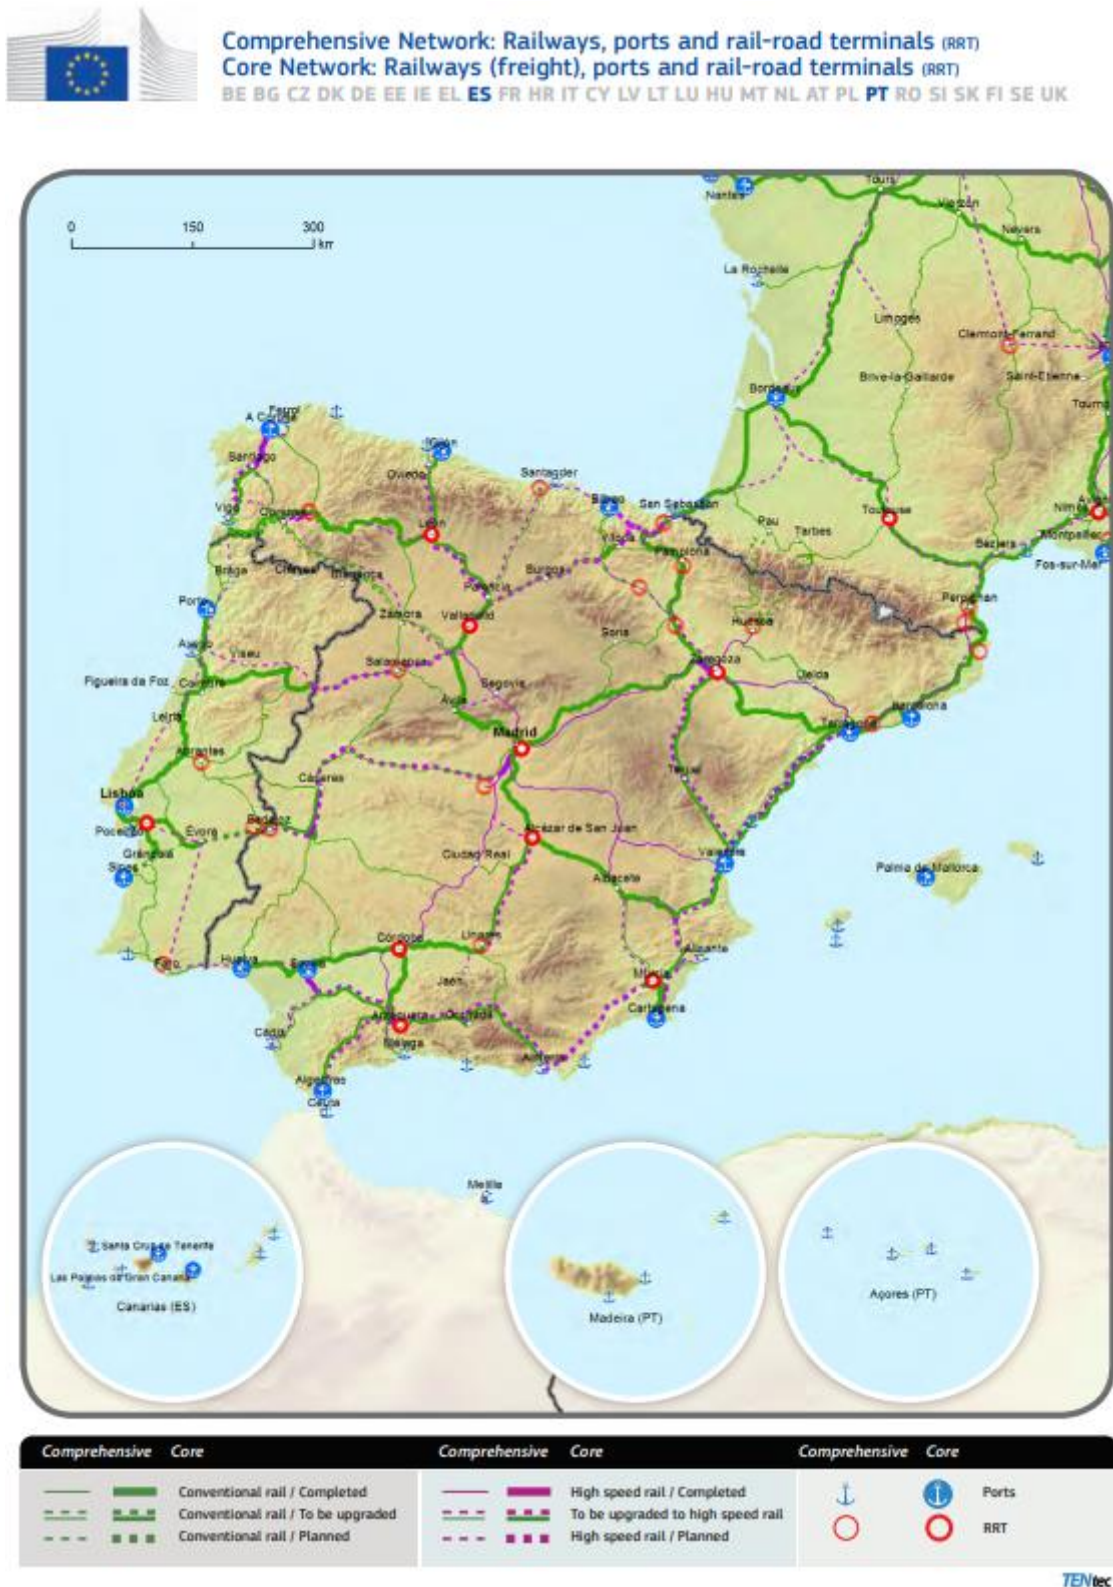 Comprehensive Network: Railways, ports and rail-road terminals (RRT)
Core Network: Railways (freight), ports and rail-road terminals (RRT)
BE BG CZ DK DE EE IE EL ES FR HR IT CY LV LT LU HU MT NL AT PL PT RO SI SK FI SE UK
0 150 300
km
Tours
Nantes
Vierzon
Nevers
La Rochelle
Limoges
Clermont-Ferrand
Brive-la-Gaillarde
Saint-Etienne
Bordeaux
Ferrol
A Coruña
Gijón
Santiago
Oviedo
Santander
Bilbao
San Sebastián
Toulouse
Nîmes
Vigo
Ourense
León
Pau
Tarbes
Montpellier
Vitoria
Béziers
Pamplona
Fos-sur-Mer
Braga
Chaves
Bragança
Burgos
Palencia
Perpignan
Porto
Zamora
Valladolid
Huesca
Soria
Aveiro
Viseu
Salamanca
Zaragoza
Lleida
Figueira da Foz
Coimbra
Segovia
Ávila
Barcelona
Leiria
Tarragona
Madrid
Abrantes
Teruel
Cáceres
Lisboa
Badajoz
Poceirão
Évora
Alcázar de San Juan
Grândola
Ciudad Real
Valencia
Sines
Albacete
Palma de Mallorca
Córdoba
Linares
Alicante
Faro
Huelva
Sevilla
Murcia
Jaén
Cartagena
Antequera
Granada
Cádiz
Málaga
Almería
Algeciras
Ceuta
Melilla
Santa Cruz de Tenerife
Las Palmas de Gran Canaria
Canarias (ES)
Madeira (PT)
Açores (PT)
Comprehensive Core Comprehensive Core Comprehensive Core
Conventional rail / Completed High speed rail / Completed Ports
Conventional rail / To be upgraded To be upgraded to high speed rail
Conventional rail / Planned High speed rail / Planned RRT
TENtec